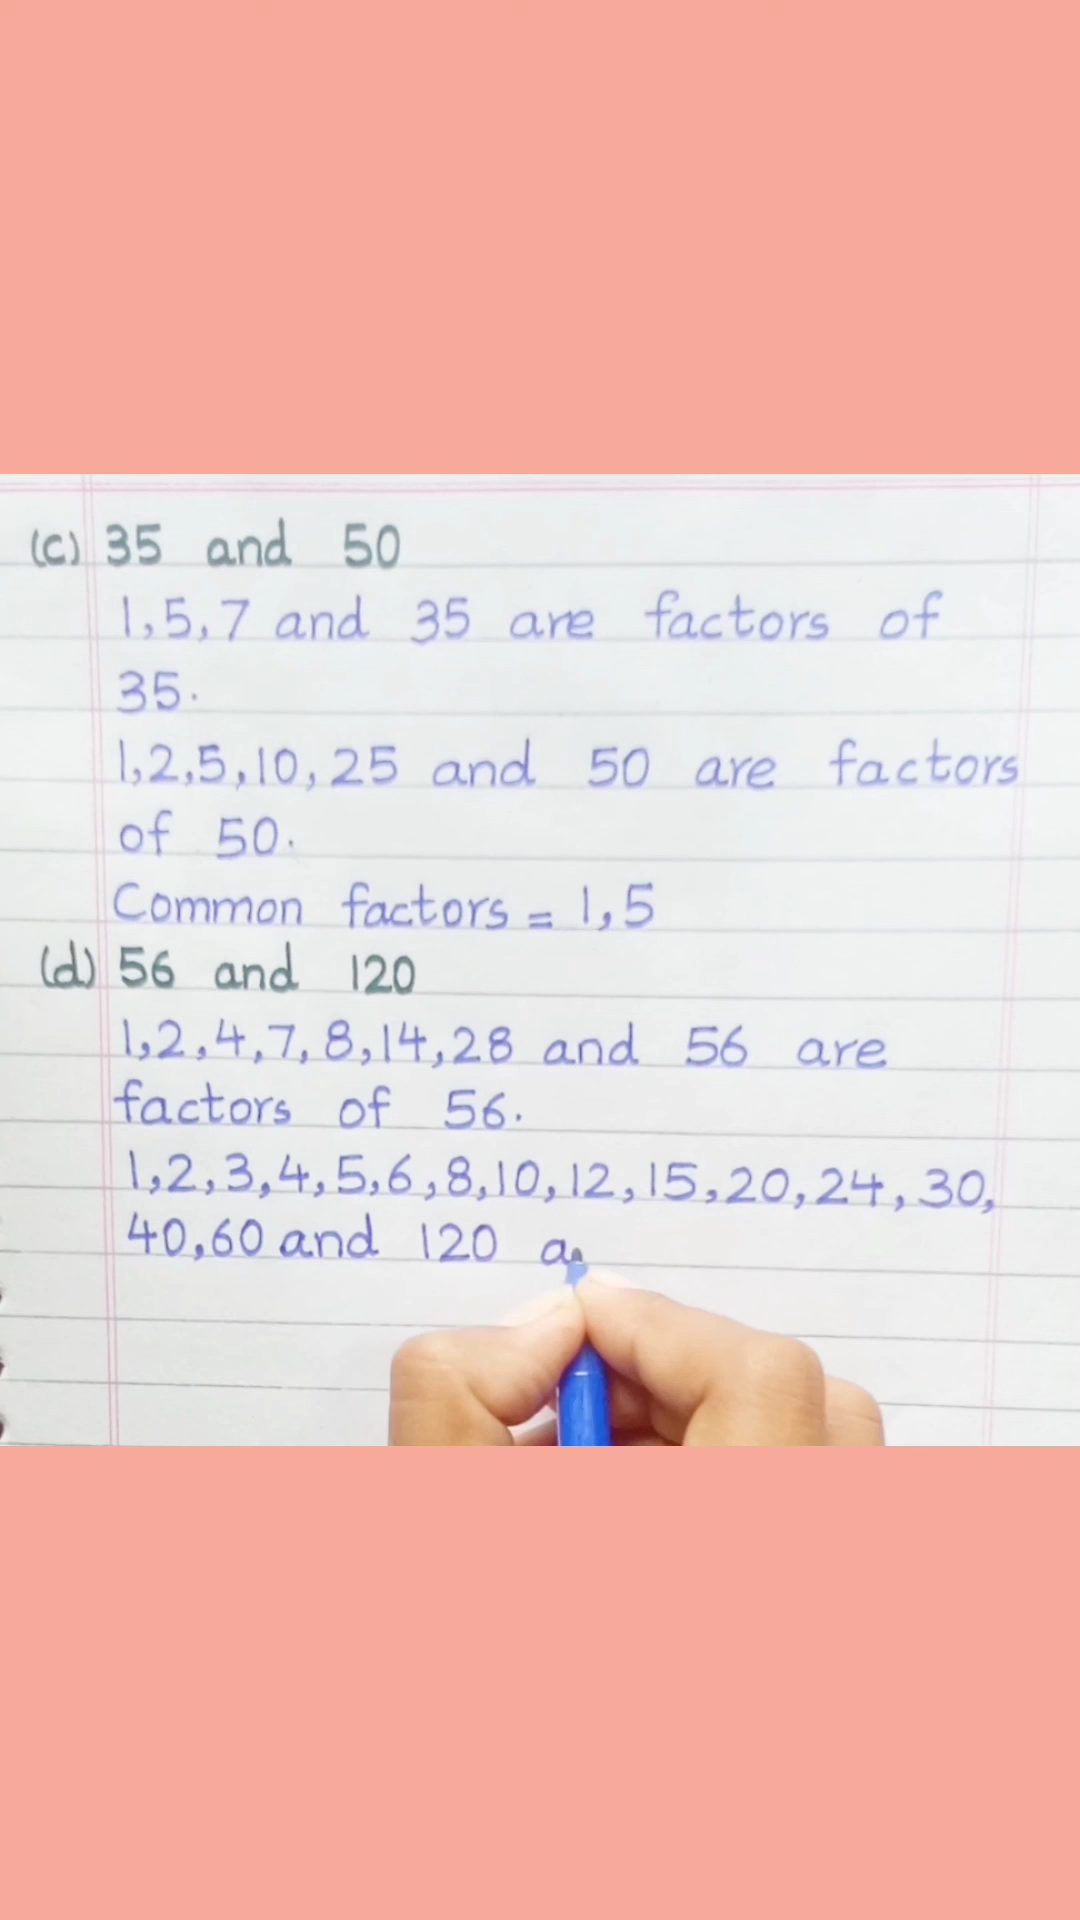 (c) 35 and 50
1,5,7 and 35 are factors of
35.
1,2,5,10,25 and 50 are factors
of 50.
Common factors = 1,5
(d) 56 and 120
1,2,4,7,8,14,28 and 56 are
factors of 56.
1,2,3,4,5,6,8,10,12,15,20,24,30,
40,60 and 120 a